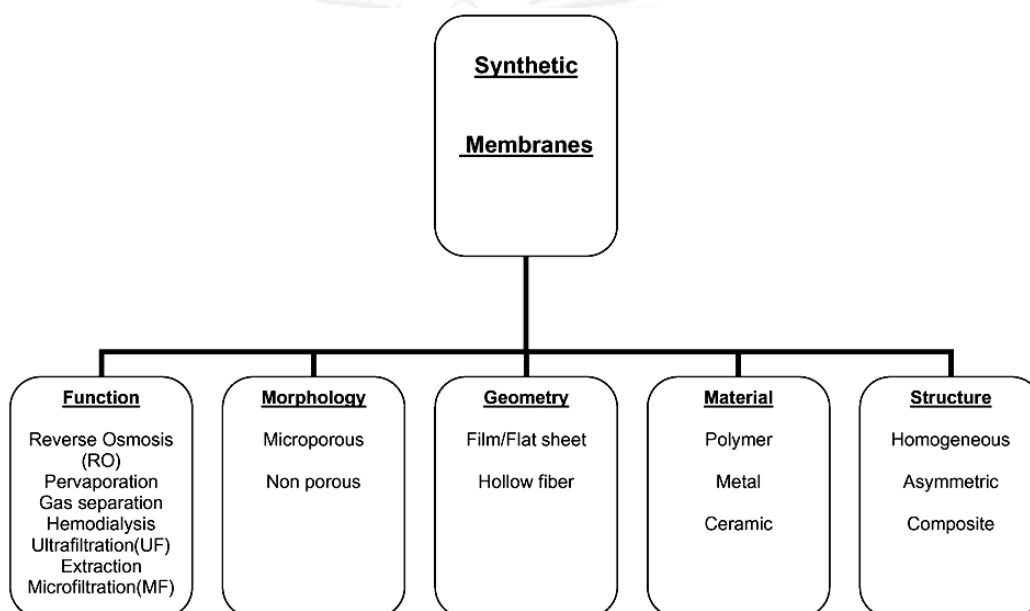 Synthetic
Membranes
Function
Reverse Osmosis
(RO)
Pervaporation
Gas separation
Hemodialysis
Ultrafiltration(UF)
Extraction
Microfiltration(MF)
Morphology
Microporous
Non porous
Geometry
Film/Flat sheet
Hollow fiber
Material
Polymer
Metal
Ceramic
Structure
Homogeneous
Asymmetric
Composite